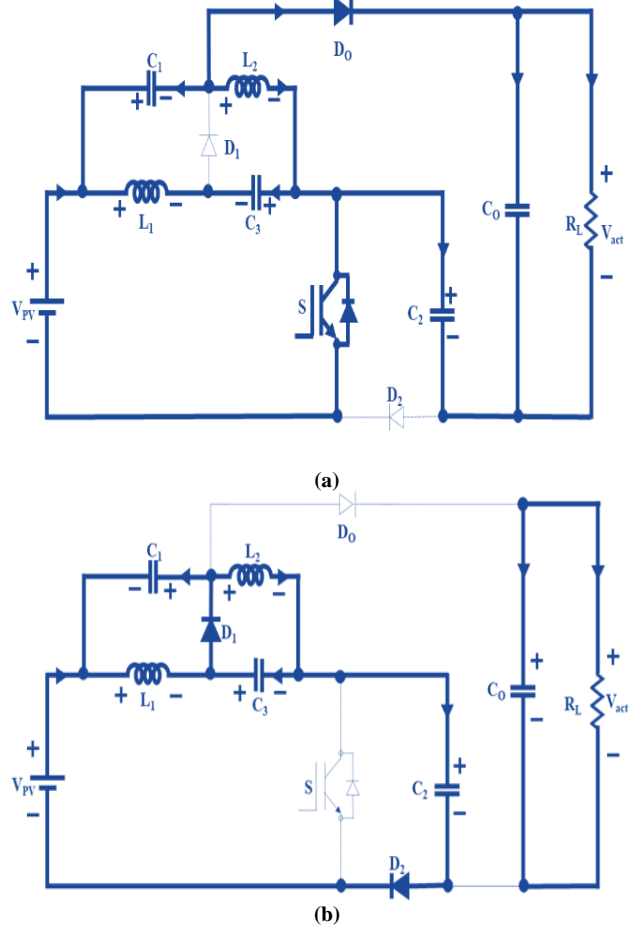 D₀
C₁
L₂
+ - + -
D₁
+ - - +
L₁ C₃
+
V_PV
-
S
C₂
+
-
C₀
R_L
+
V_act
-
D₂
(a)
D₀
C₁
L₂
- + + -
D₁
+ - + -
L₁ C₃
+
V_PV
-
S
C₂
+
-
C₀
+
-
R_L
+
V_act
-
D₂
(b)